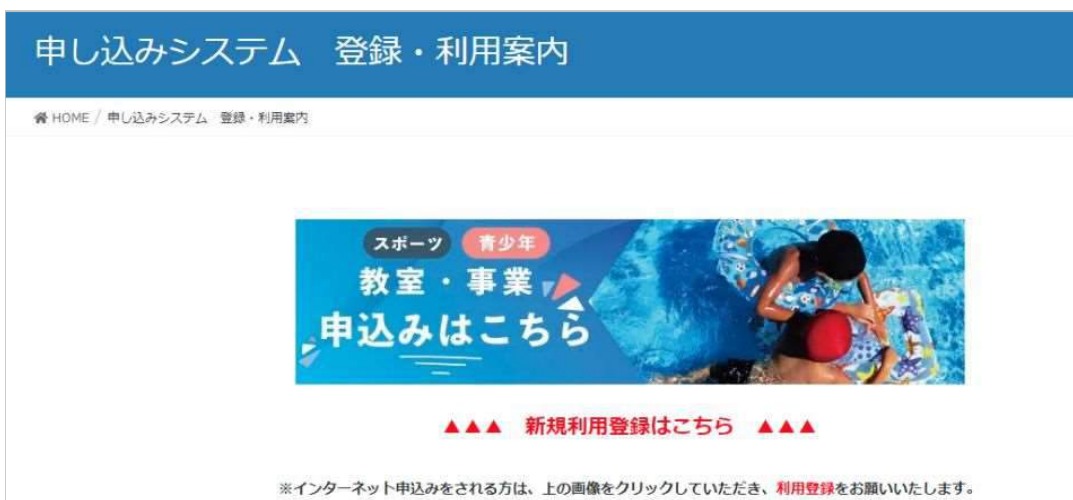 申し込みシステム　登録・利用案内
HOME / 申し込みシステム　登録・利用案内
スポーツ 青少年
教室・事業
申込みはこちら
▲▲▲　新規利用登録はこちら　▲▲▲
※インターネット申込みをされる方は、上の画像をクリックしていただき、利用登録をお願いいたします。